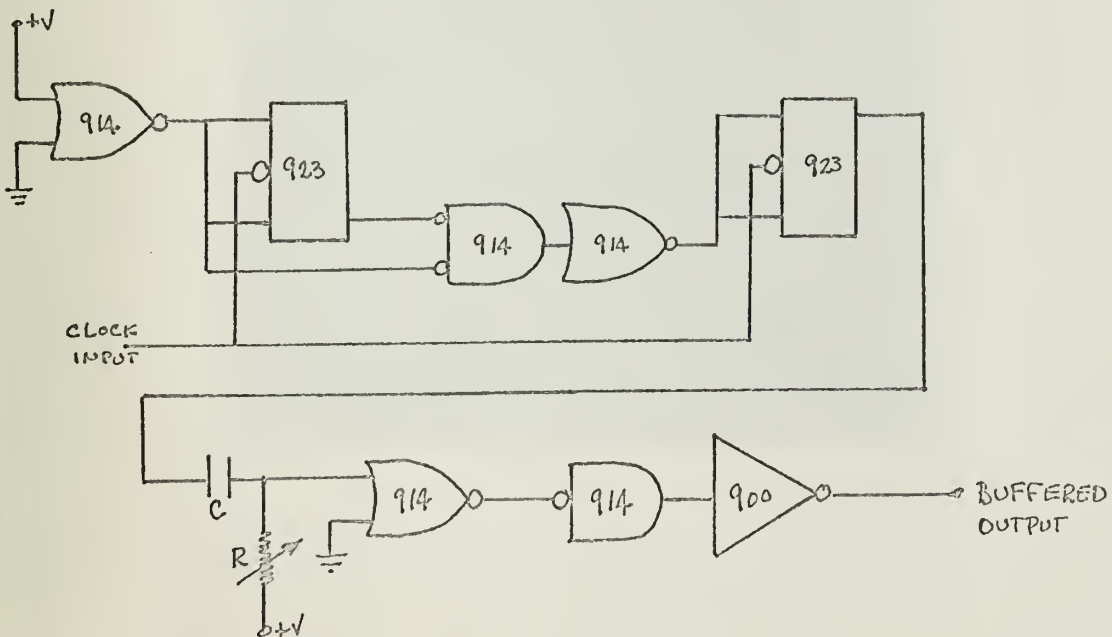 +V
914
923
923
914
914
CLOCK
INPUT
C
914
914
900
BUFFERED
OUTPUT
R
+V